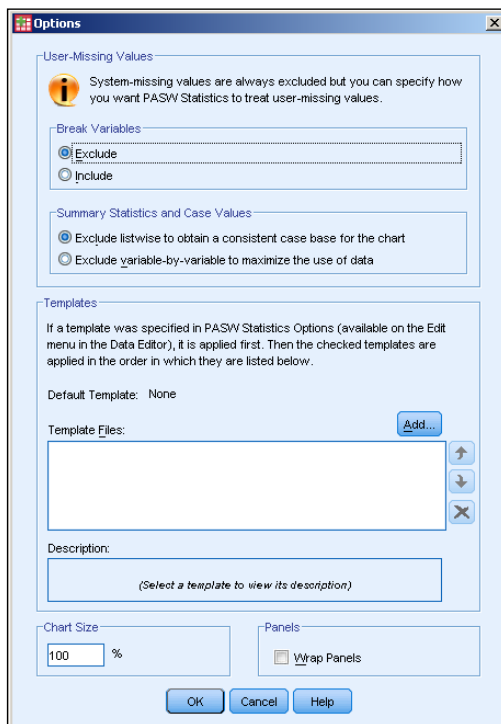 Options
User-Missing Values
System-missing values are always excluded but you can specify how
you want PASW Statistics to treat user-missing values.
Break Variables
Exclude
Include
Summary Statistics and Case Values
Exclude listwise to obtain a consistent case base for the chart
Exclude variable-by-variable to maximize the use of data
Templates
If a template was specified in PASW Statistics Options (available on the Edit
menu in the Data Editor), it is applied first. Then the checked templates are
applied in the order in which they are listed below.
Default Template: None
Template Files:
Add...
Description:
(Select a template to view its description)
Chart Size
100 %
Panels
Wrap Panels
OK Cancel Help